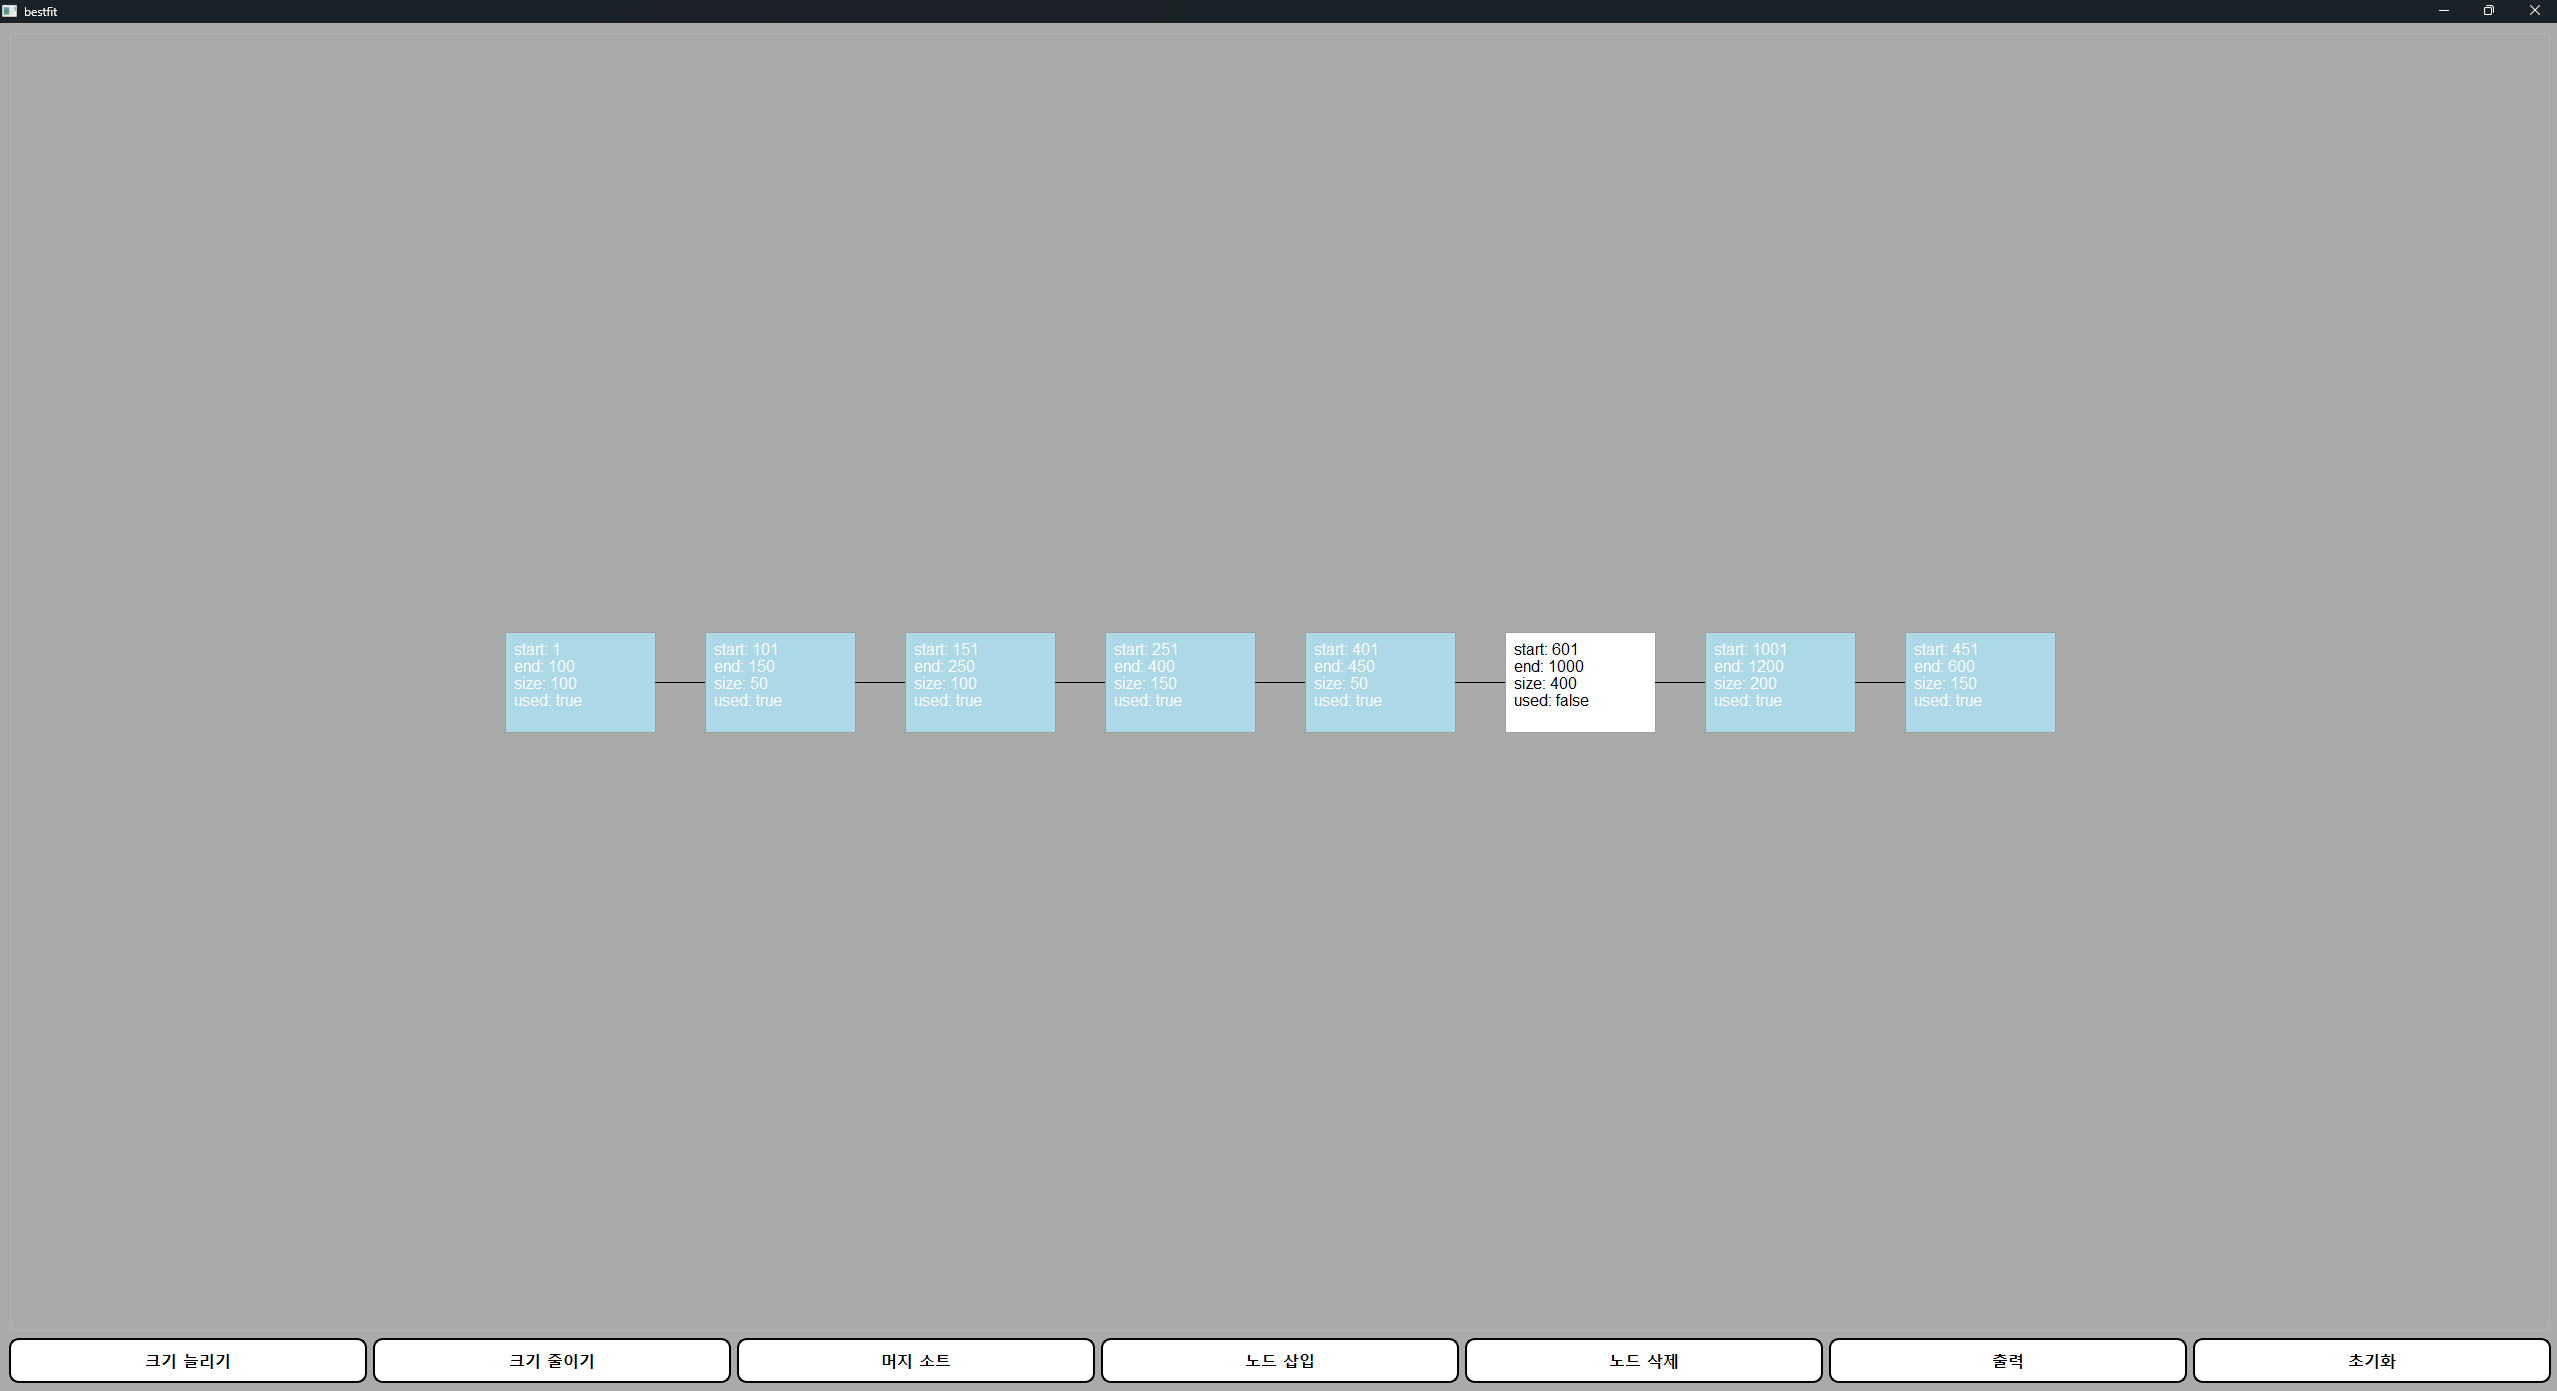 bestfit
start: 1
end: 100
size: 100
used: true
start: 101
end: 150
size: 50
used: true
start: 151
end: 250
size: 100
used: true
start: 251
end: 400
size: 150
used: true
start: 401
end: 450
size: 50
used: true
start: 601
end: 1000
size: 400
used: false
start: 1001
end: 1200
size: 200
used: true
start: 451
end: 600
size: 150
used: true
크기 늘리기
크기 줄이기
머지 소트
노드 삽입
노드 삭제
출력
초기화